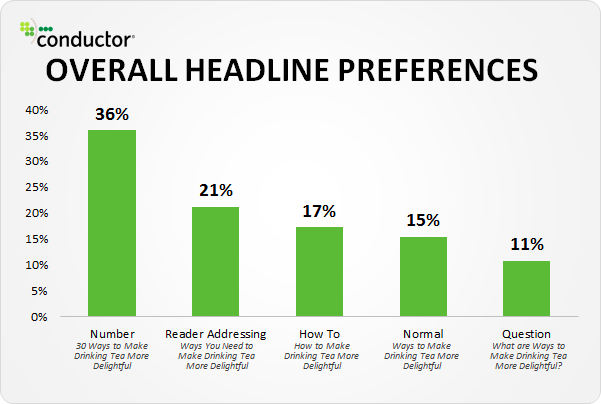 conductor®
OVERALL HEADLINE PREFERENCES
40%
35%
30%
25%
20%
15%
10%
5%
0%
36%
21%
17%
15%
11%
Number
30 Ways to Make
Drinking Tea More
Delightful
Reader Addressing
Ways You Need to
Make Drinking Tea
More Delightful
How To
How to Make
Drinking Tea More
Delightful
Normal
Ways to Make
Drinking Tea More
Delightful
Question
What are Ways to
Make Drinking Tea
More Delightful?